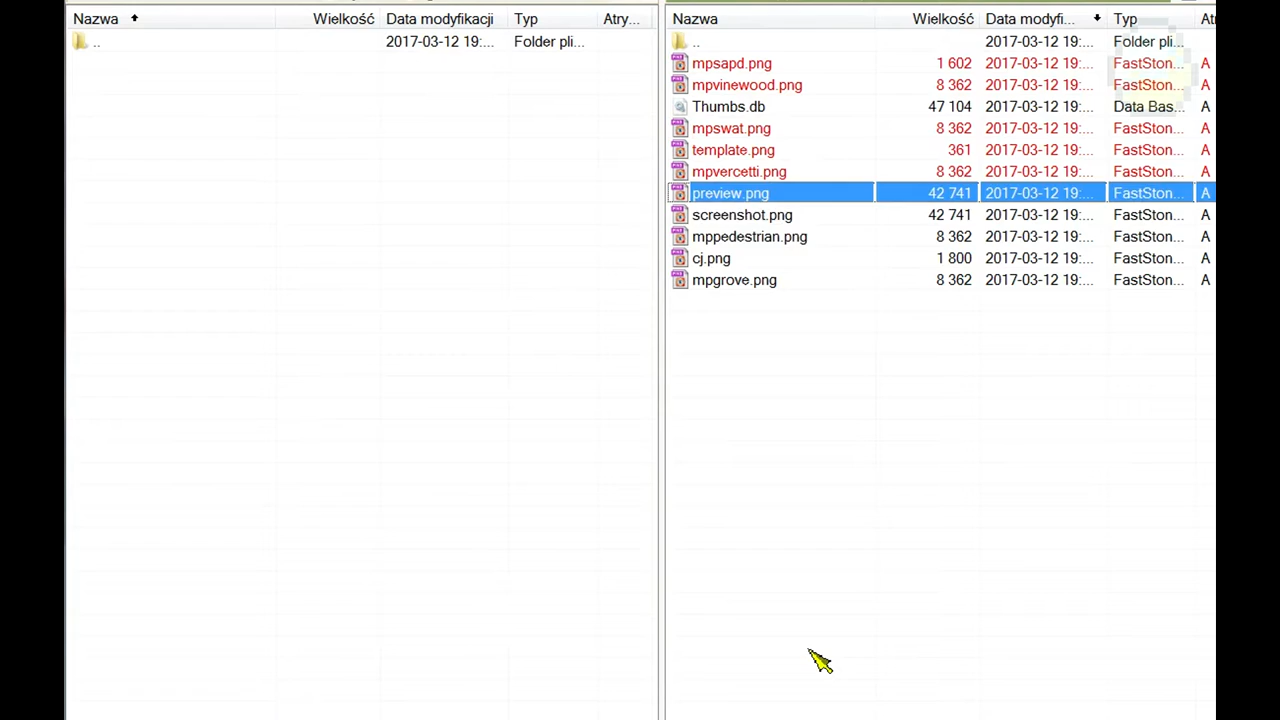 Nazwa Wielkość Data modyfikacji Typ Atry...
.. 2017-03-12 19:... Folder pli...
Nazwa Wielkość Data modyfi... Typ Atr
.. 2017-03-12 19:... Folder pli...
mpsapd.png 1 602 2017-03-12 19:... FastSton... A
mpvinewood.png 8 362 2017-03-12 19:... FastSton... A
Thumbs.db 47 104 2017-03-12 19:... Data Bas... A
mpswat.png 8 362 2017-03-12 19:... FastSton... A
template.png 361 2017-03-12 19:... FastSton... A
mpvercetti.png 8 362 2017-03-12 19:... FastSton... A
preview.png 42 741 2017-03-12 19:... FastSton... A
screenshot.png 42 741 2017-03-12 19:... FastSton... A
mppedestrian.png 8 362 2017-03-12 19:... FastSton... A
cj.png 1 800 2017-03-12 19:... FastSton... A
mpgrove.png 8 362 2017-03-12 19:... FastSton... A